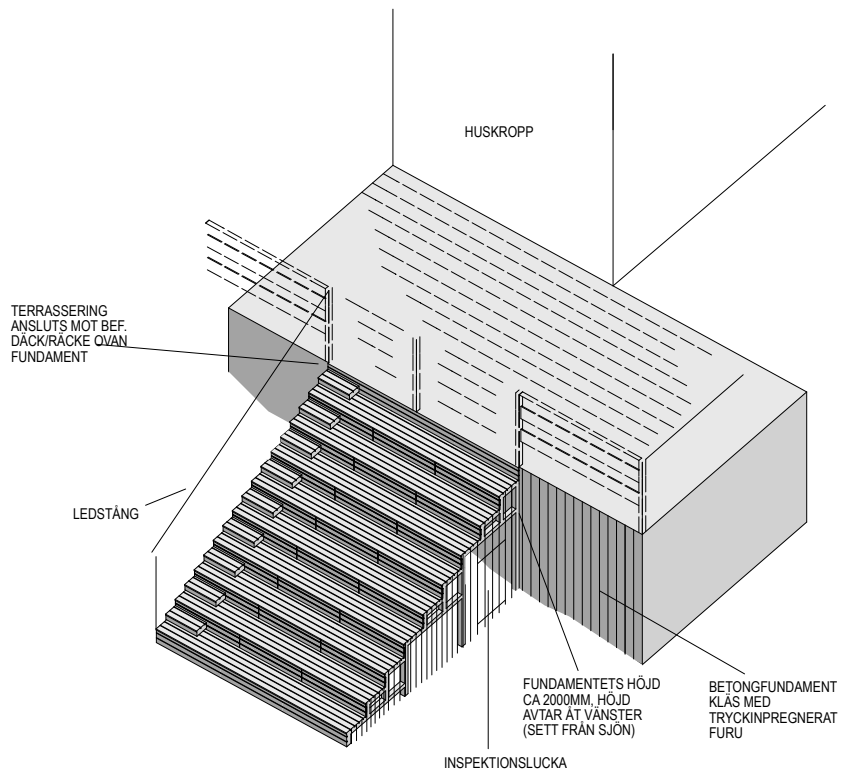 HUSKROPP
TERRASSERING
ANSLUTS MOT BEF.
DÄCK/RÄCKE OVAN
FUNDAMENT
LEDSTÅNG
FUNDAMENTETS HÖJD
CA 2000MM, HÖJD
AVTAR ÅT VÄNSTER
(SETT FRÅN SJÖN)
BETONGFUNDAMENT
KLÄS MED
TRYCKINPREGNERAT
FURU
INSPEKTIONSLUCKA